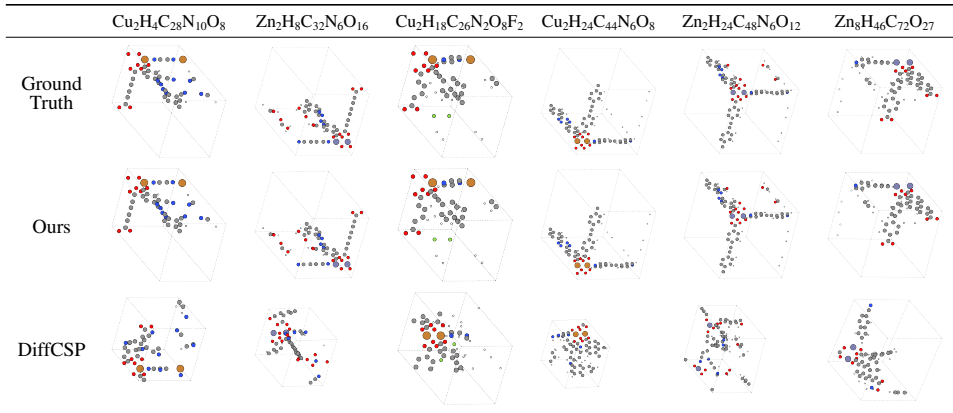 Cu₂H₄C₂₈N₁₀O₈ Zn₂H₈C₃₂N₆O₁₆ Cu₂H₁₈C₂₆N₂O₈F₂ Cu₂H₂₄C₄₄N₆O₈ Zn₂H₂₄C₄₈N₆O₁₂ Zn₈H₄₆C₇₂O₂₇
Ground
Truth
Ours
DiffCSP